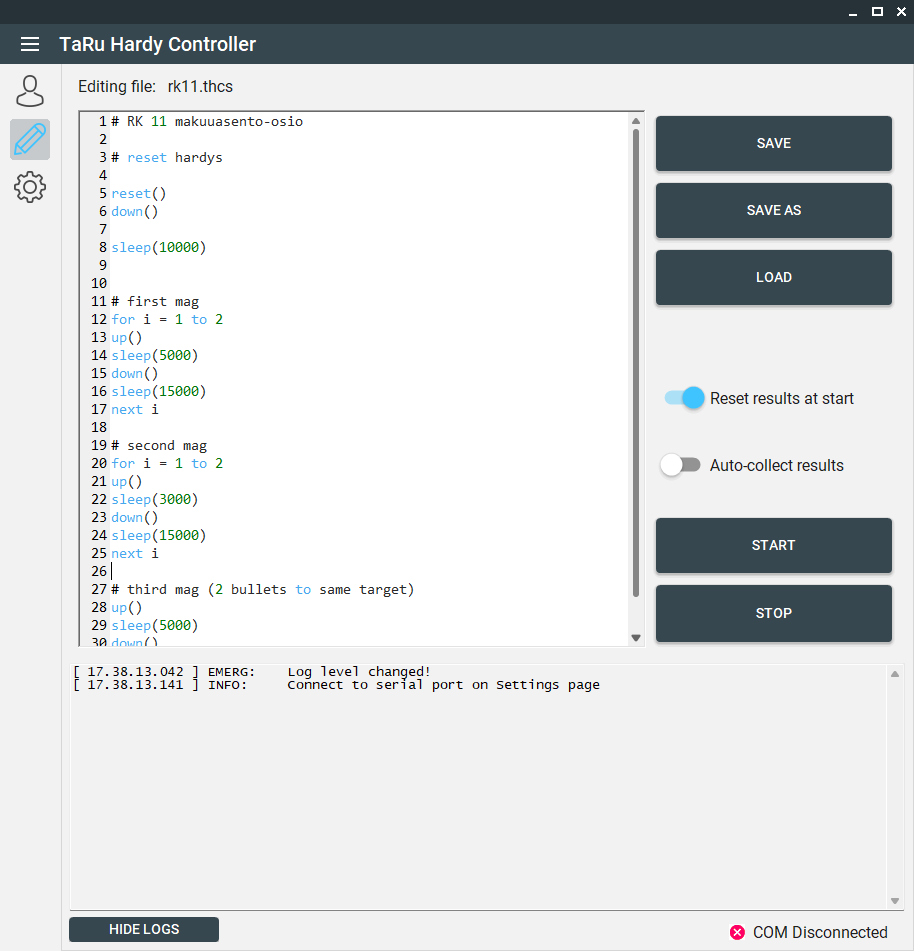 TaRu Hardy Controller
Editing file: rk11.thcs
1 # RK 11 makuuasento-osio
2
3 # reset hardys
4
5 reset()
6 down()
7
8 sleep(10000)
9
10
11 # first mag
12 for i = 1 to 2
13 up()
14 sleep(5000)
15 down()
16 sleep(15000)
17 next i
18
19 # second mag
20 for i = 1 to 2
21 up()
22 sleep(3000)
23 down()
24 sleep(15000)
25 next i
26
27 # third mag (2 bullets to same target)
28 up()
29 sleep(5000)
30 down()
SAVE
SAVE AS
LOAD
Reset results at start
Auto-collect results
START
STOP
[ 17.38.13.042 ] EMERG: Log level changed!
[ 17.38.13.141 ] INFO: Connect to serial port on Settings page
HIDE LOGS
COM Disconnected